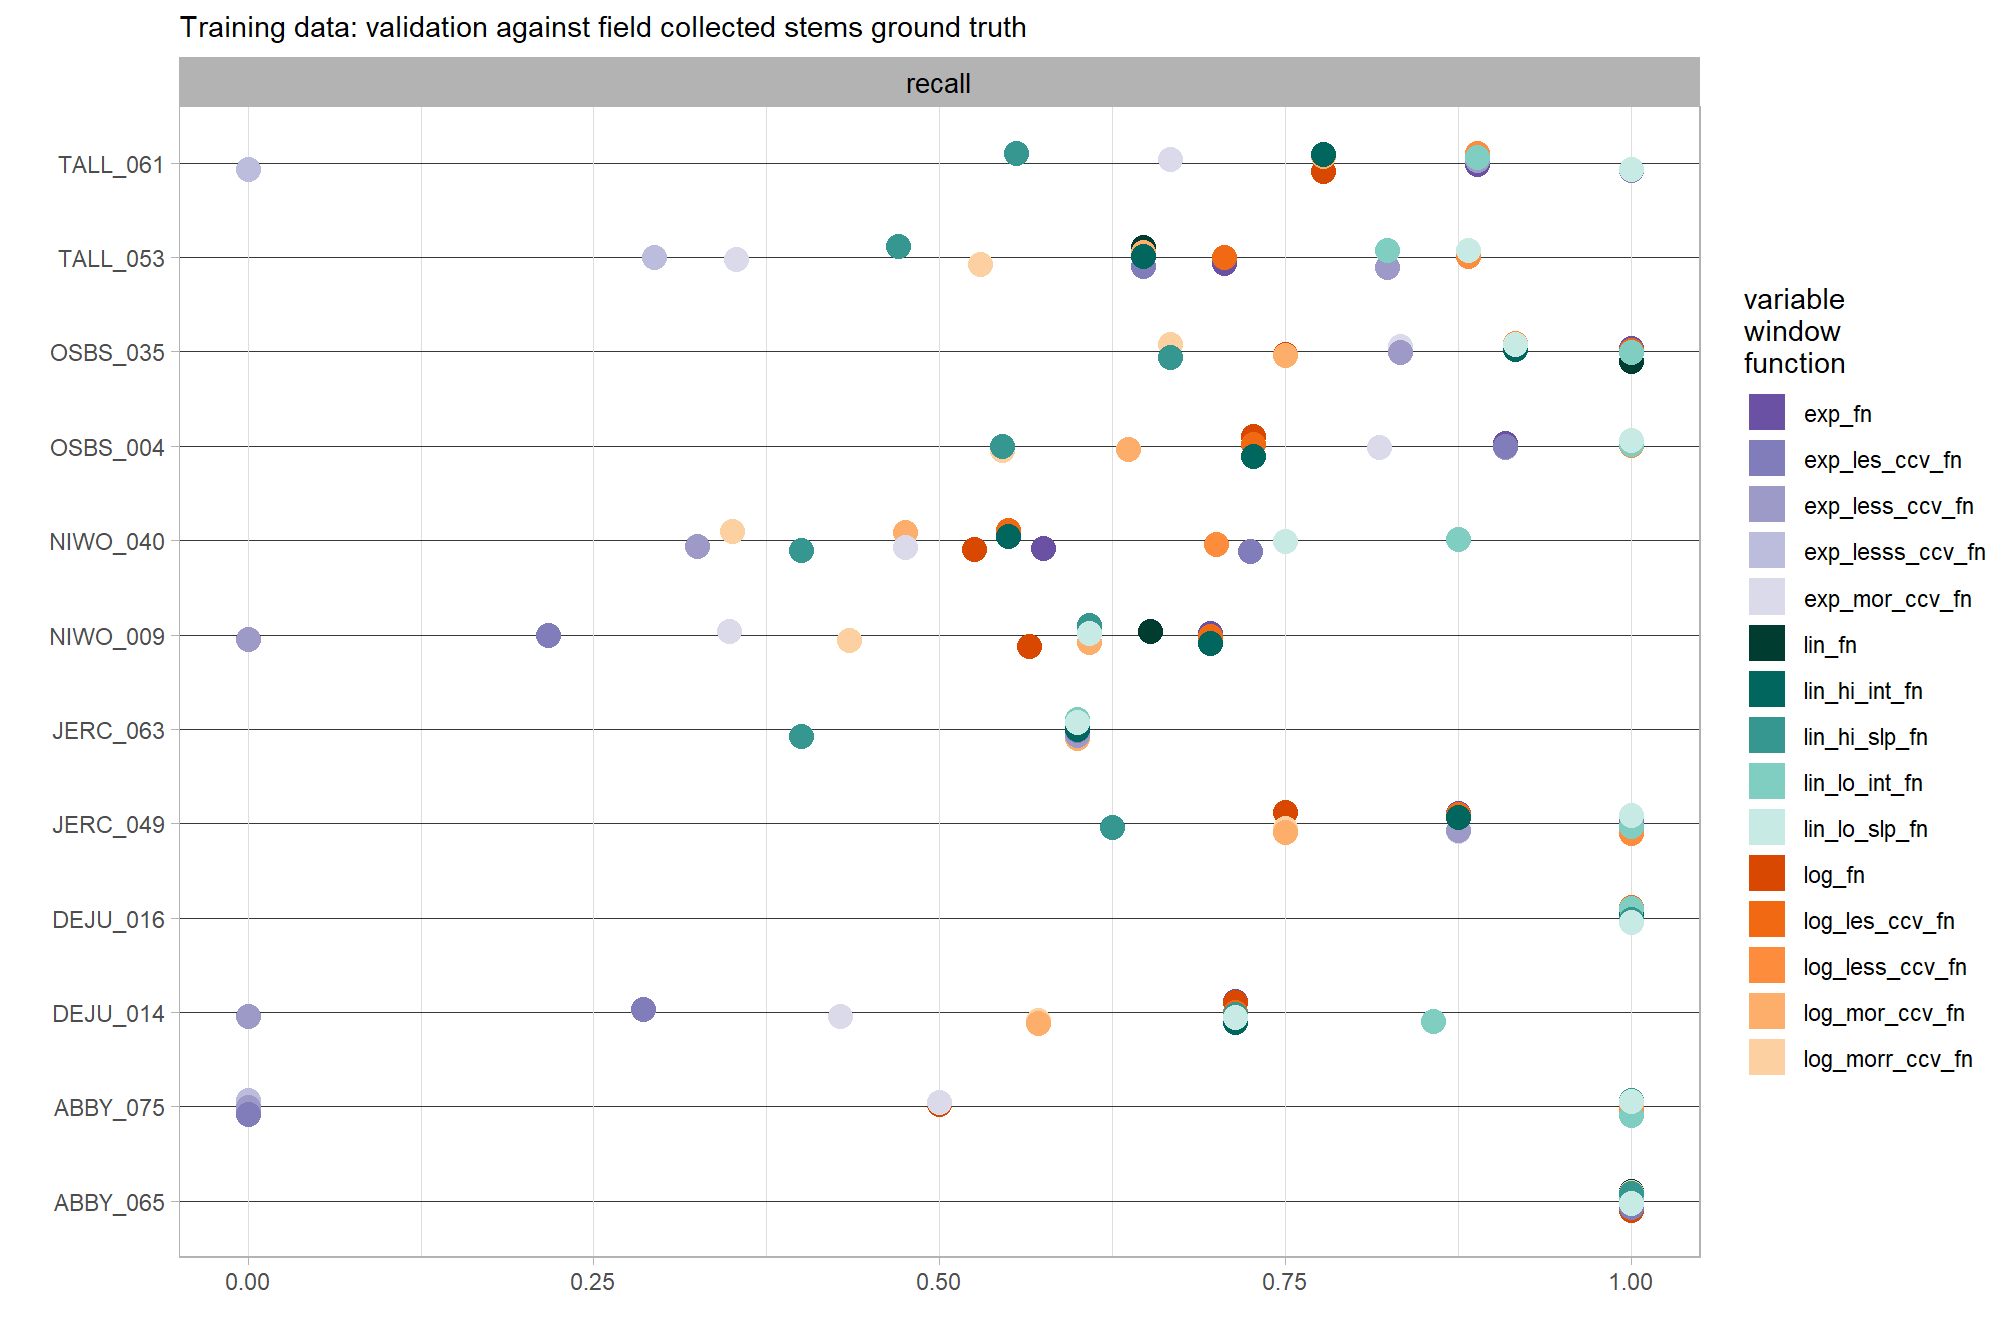 Training data: validation against field collected stems ground truth
recall
TALL_061
TALL_053
OSBS_035
OSBS_004
NIWO_040
NIWO_009
JERC_063
JERC_049
DEJU_016
DEJU_014
ABBY_075
ABBY_065
0.00
0.25
0.50
0.75
1.00
variable
window
function
exp_fn
exp_les_ccv_fn
exp_less_ccv_fn
exp_lesss_ccv_fn
exp_mor_ccv_fn
lin_fn
lin_hi_int_fn
lin_hi_slp_fn
lin_lo_int_fn
lin_lo_slp_fn
log_fn
log_les_ccv_fn
log_less_ccv_fn
log_mor_ccv_fn
log_morr_ccv_fn